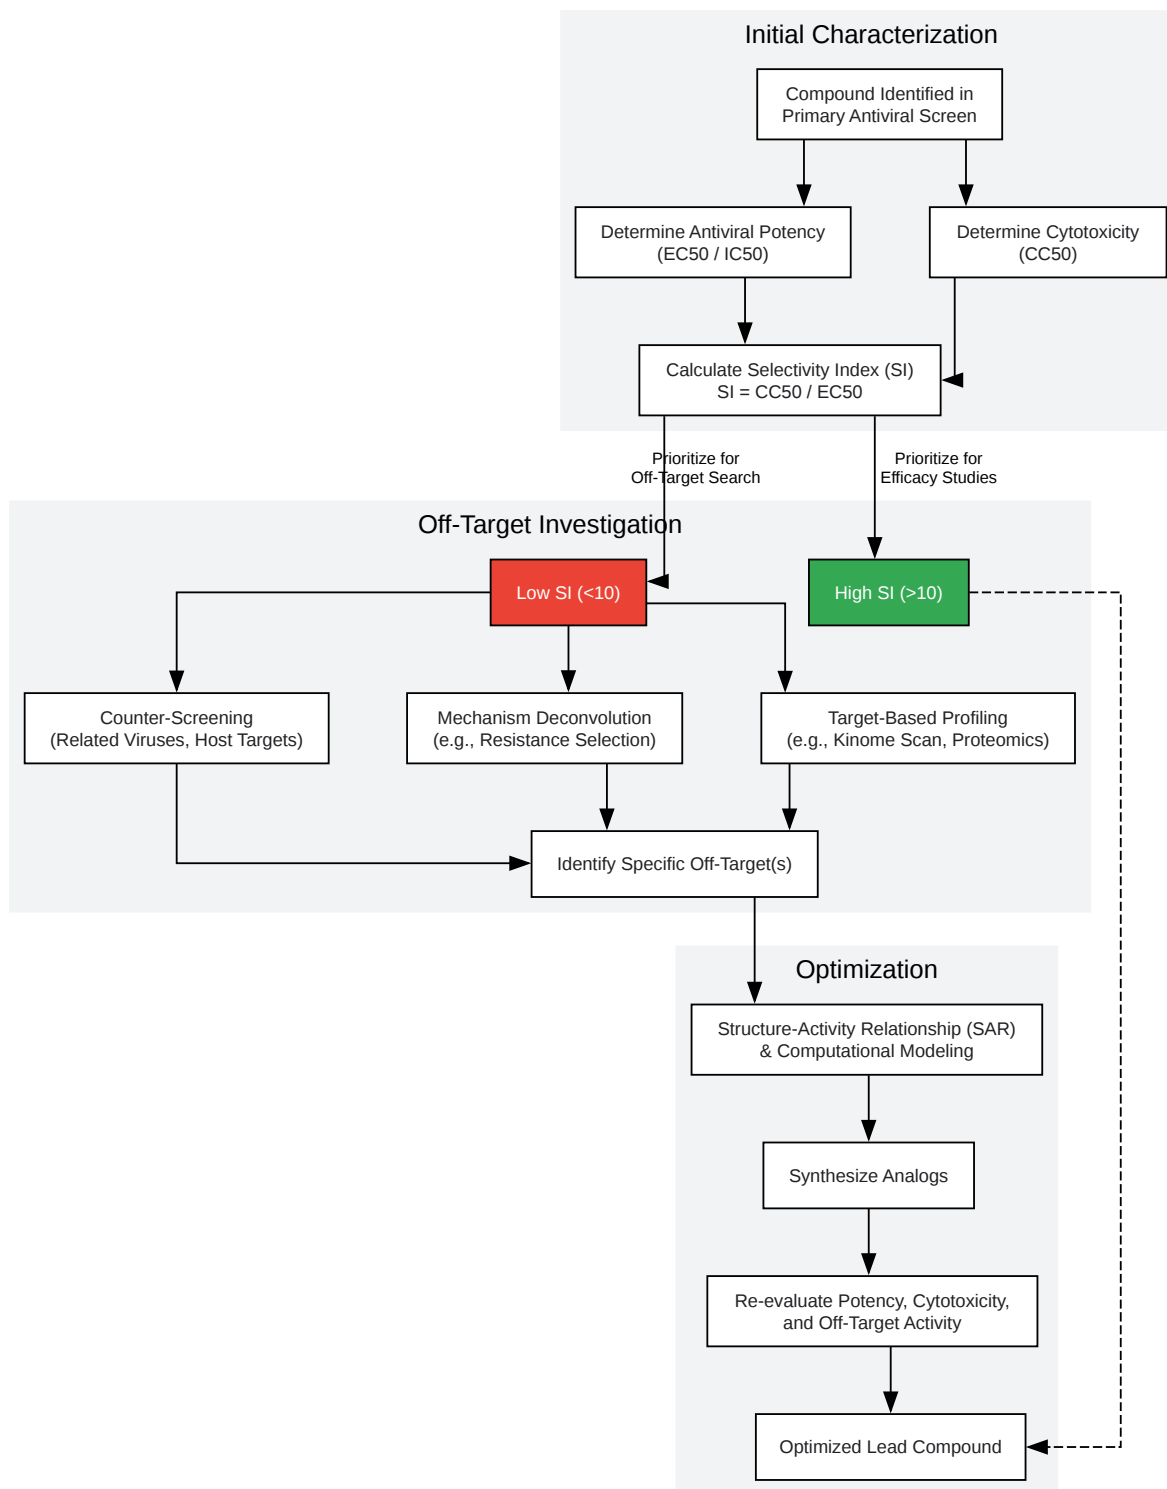 Initial Characterization
Compound Identified in
Primary Antiviral Screen
Determine Antiviral Potency
(EC50 / IC50)
Determine Cytotoxicity
(CC50)
Calculate Selectivity Index (SI)
SI = CC50 / EC50
Prioritize for
Off-Target Search
Prioritize for
Efficacy Studies
Off-Target Investigation
Low SI (<10)
High SI (>10)
Counter-Screening
(Related Viruses, Host Targets)
Mechanism Deconvolution
(e.g., Resistance Selection)
Target-Based Profiling
(e.g., Kinome Scan, Proteomics)
Identify Specific Off-Target(s)
Optimization
Structure-Activity Relationship (SAR)
& Computational Modeling
Synthesize Analogs
Re-evaluate Potency, Cytotoxicity,
and Off-Target Activity
Optimized Lead Compound